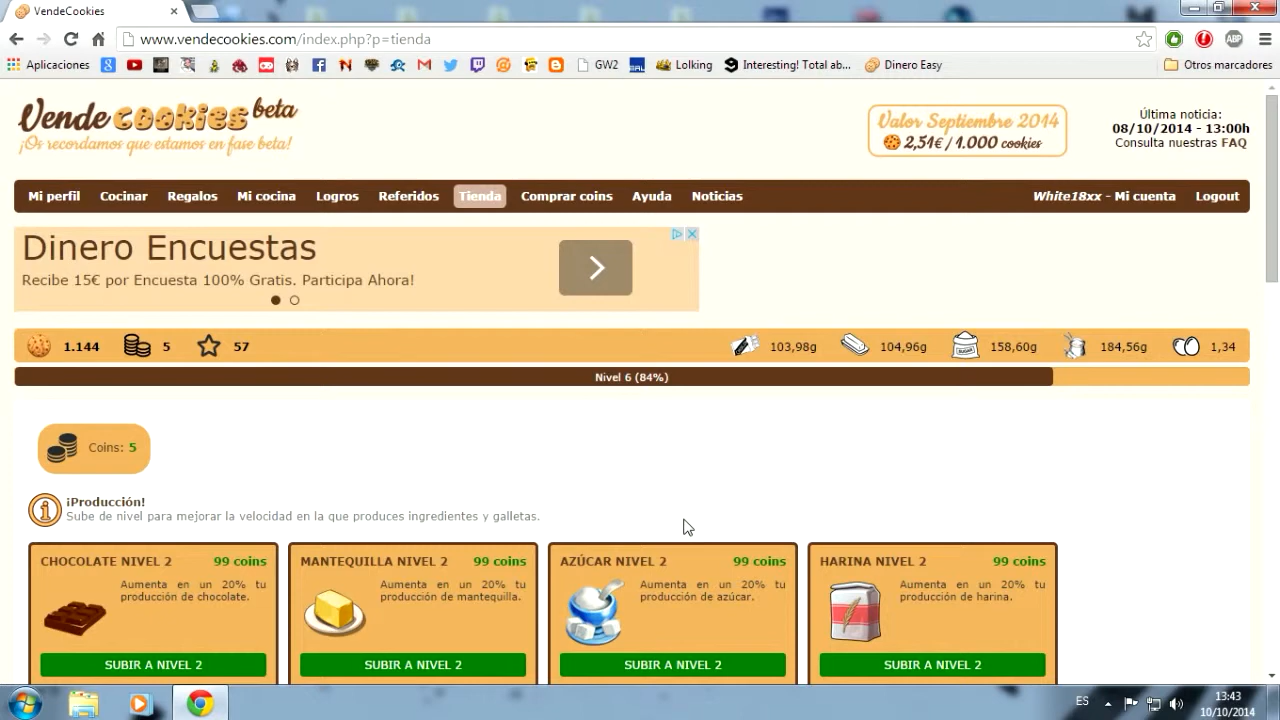 VendeCookies
www.vendecookies.com/index.php?p=tienda
Aplicaciones
GW2
Lolking
Interesting! Total ab...
Dinero Easy
Otros marcadores
Vende cookies beta
¡Os recordamos que estamos en fase beta!
Valor Septiembre 2014
2,51€ / 1.000 cookies
Última noticia:
08/10/2014 - 13:00h
Consulta nuestras FAQ
Mi perfil Cocinar Regalos Mi cocina Logros Referidos Tienda Comprar coins Ayuda Noticias White18xx - Mi cuenta Logout
Dinero Encuestas
Recibe 15€ por Encuesta 100% Gratis. Participa Ahora!
1.144 5 57 103,98g 104,96g 158,60g 184,56g 1,34
Nivel 6 (84%)
Coins: 5
¡Producción!
Sube de nivel para mejorar la velocidad en la que produces ingredientes y galletas.
CHOCOLATE NIVEL 2 99 coins
Aumenta en un 20% tu
producción de chocolate.
SUBIR A NIVEL 2
MANTEQUILLA NIVEL 2 99 coins
Aumenta en un 20% tu
producción de mantequilla.
SUBIR A NIVEL 2
AZÚCAR NIVEL 2 99 coins
Aumenta en un 20% tu
producción de azúcar.
SUBIR A NIVEL 2
HARINA NIVEL 2 99 coins
Aumenta en un 20% tu
producción de harina.
SUBIR A NIVEL 2
ES
13:43
10/10/2014